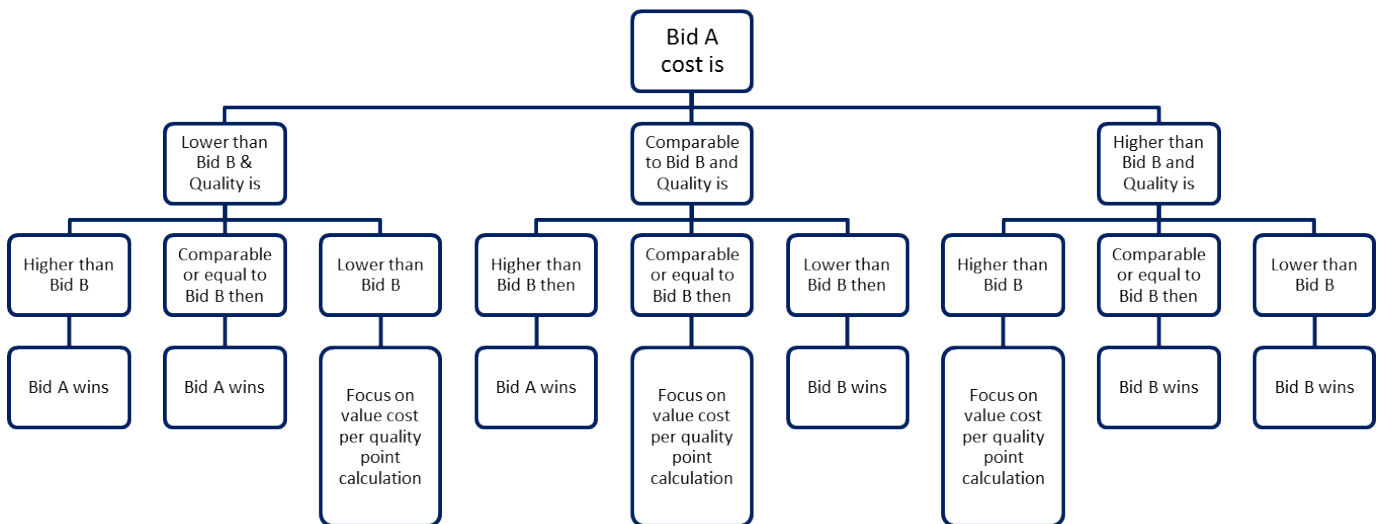 Bid A
cost is
Lower than
Bid B &
Quality is
Comparable
to Bid B and
Quality is
Higher than
Bid B and
Quality is
Higher than
Bid B
Comparable
or equal to
Bid B then
Lower than
Bid B
Higher than
Bid B then
Comparable
or equal to
Bid B then
Lower than
Bid B then
Higher than
Bid B
Comparable
or equal to
Bid B then
Lower than
Bid B
Bid A wins
Bid A wins
Focus on
value cost
per quality
point
calculation
Bid A wins
Focus on
value cost
per quality
point
calculation
Bid B wins
Focus on
value cost
per quality
point
calculation
Bid B wins
Bid B wins